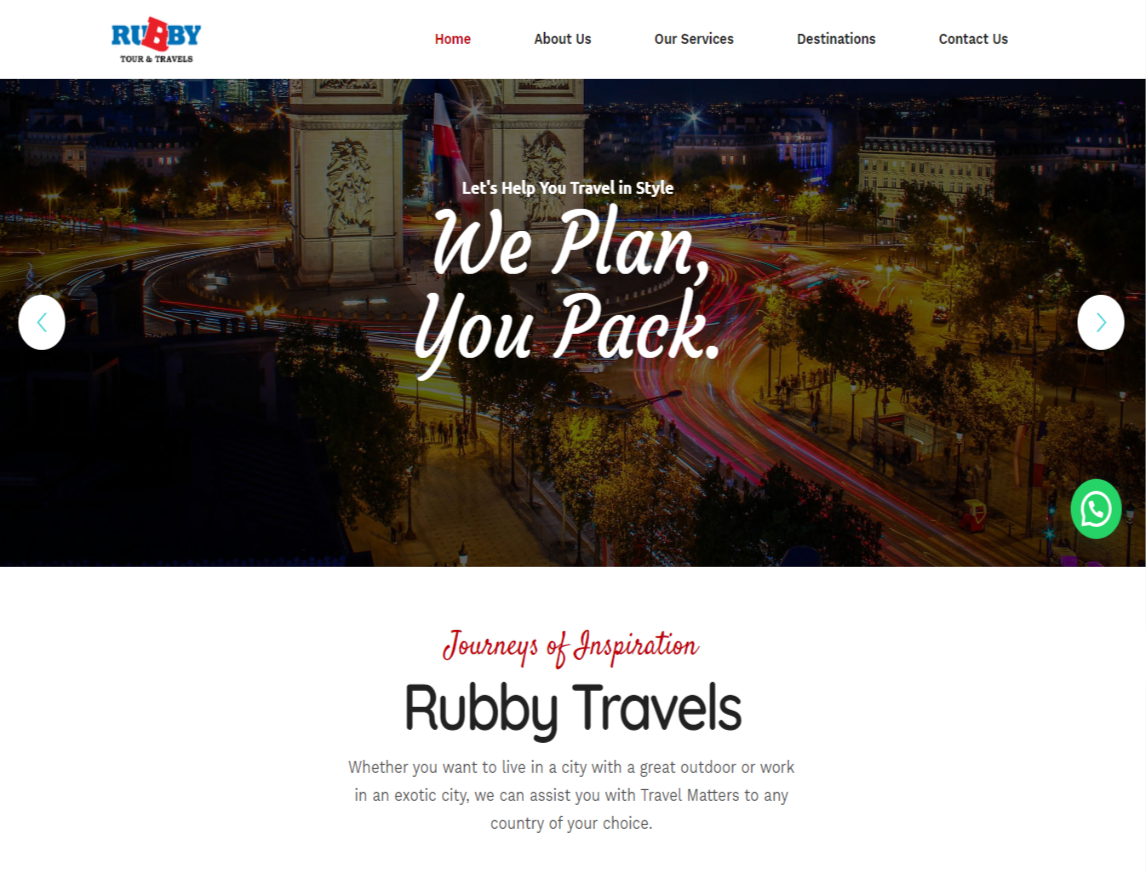 RUBBY
TOUR & TRAVELS
Home
About Us
Our Services
Destinations
Contact Us
Let's Help You Travel in Style
We Plan,
You Pack.
Journeys of Inspiration
Rubby Travels
Whether you want to live in a city with a great outdoor or work
in an exotic city, we can assist you with Travel Matters to any
country of your choice.